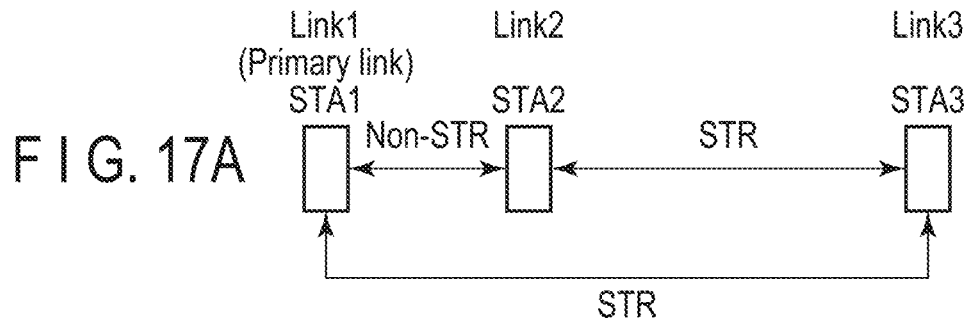 Link1 Link2 Link3
(Primary link)
STA1 STA2 STA3
Non-STR STR
F I G. 17A
STR